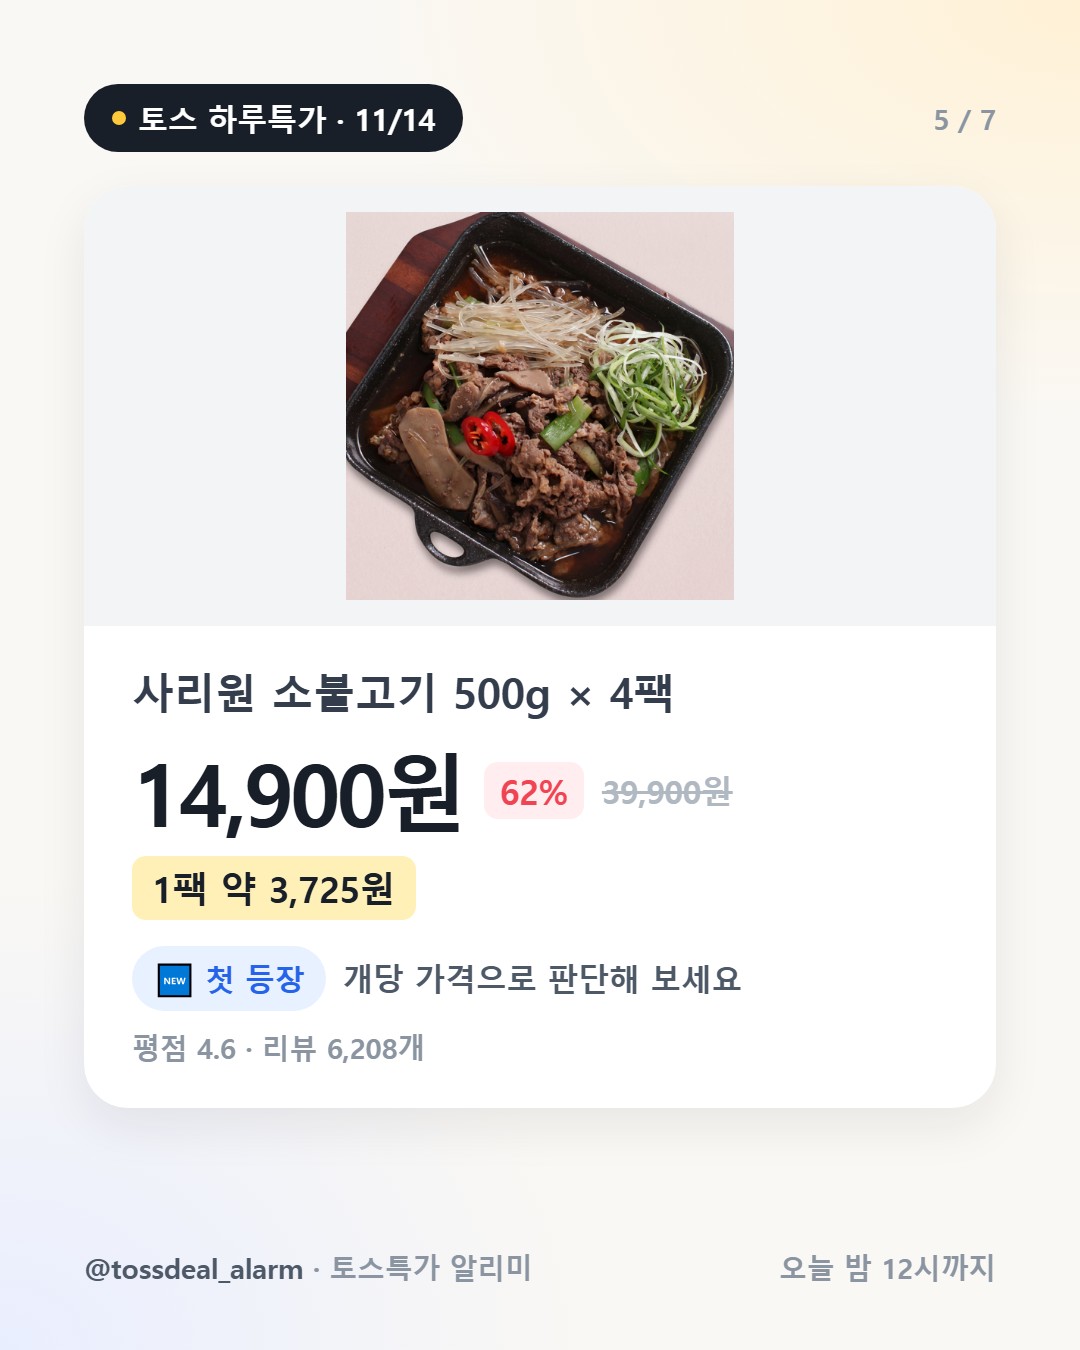 토스 하루특가 · 11/14
5 / 7
사리원 소불고기 500g × 4팩
14,900원 62% 39,900원
1팩 약 3,725원
NEW 첫 등장 개당 가격으로 판단해 보세요
평점 4.6 · 리뷰 6,208개
@tossdeal_alarm · 토스특가 알리미
오늘 밤 12시까지